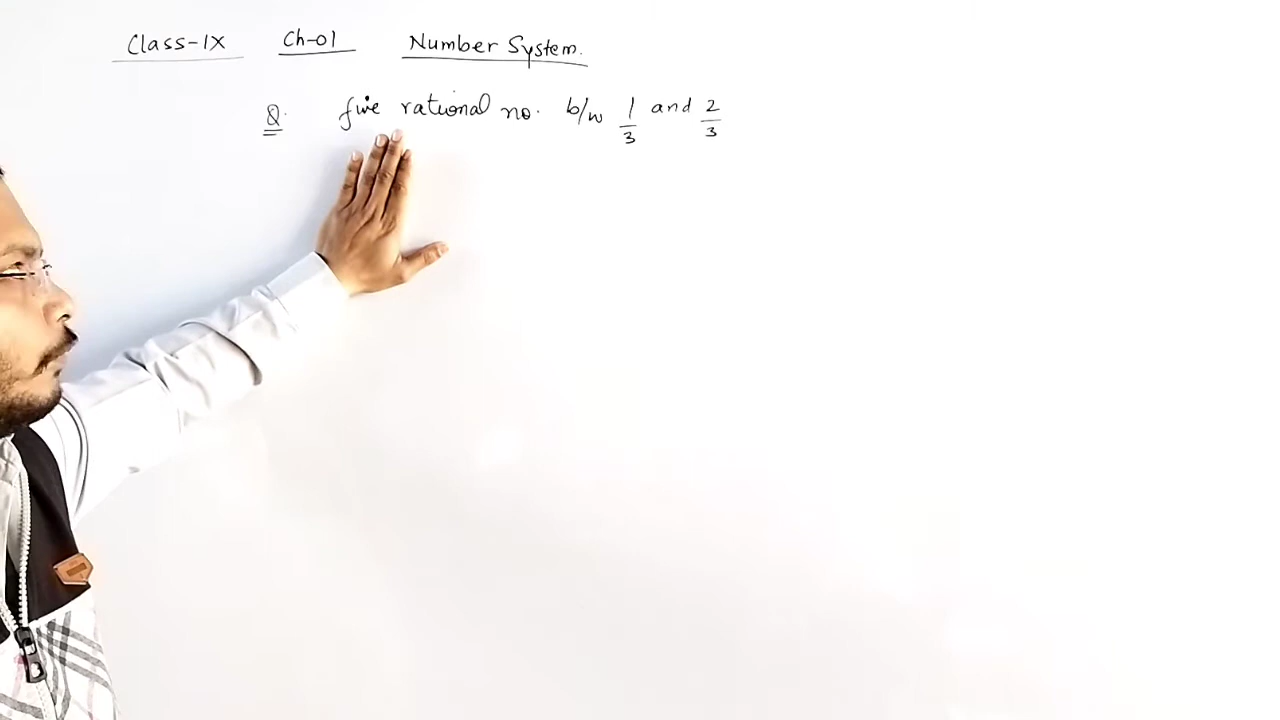 Class-IX Ch-01 Number System.
Q. five rational no. b/w 1/3 and 2/3